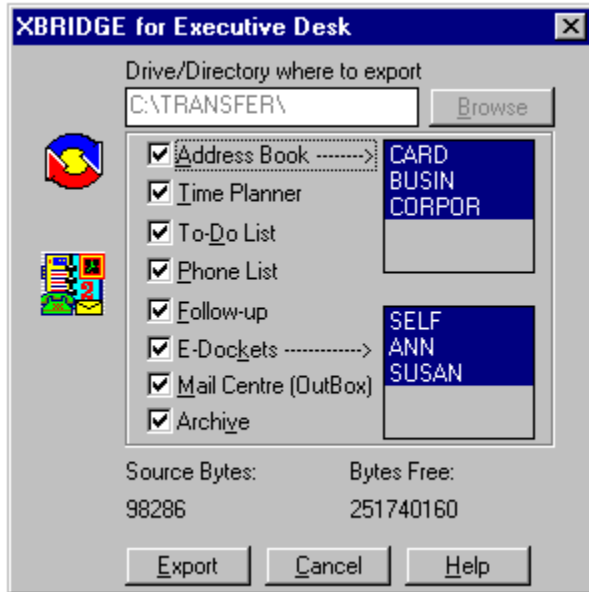 XBRIDGE for Executive Desk
Drive/Directory where to export
C:\TRANSFER\ Browse
Address Book ------->
CARD
BUSIN
CORPOR
Time Planner
To-Do List
Phone List
Follow-up
E-Dockets ------------>
SELF
ANN
SUSAN
Mail Centre (OutBox)
Archive
Source Bytes: Bytes Free:
98286 251740160
Export Cancel Help